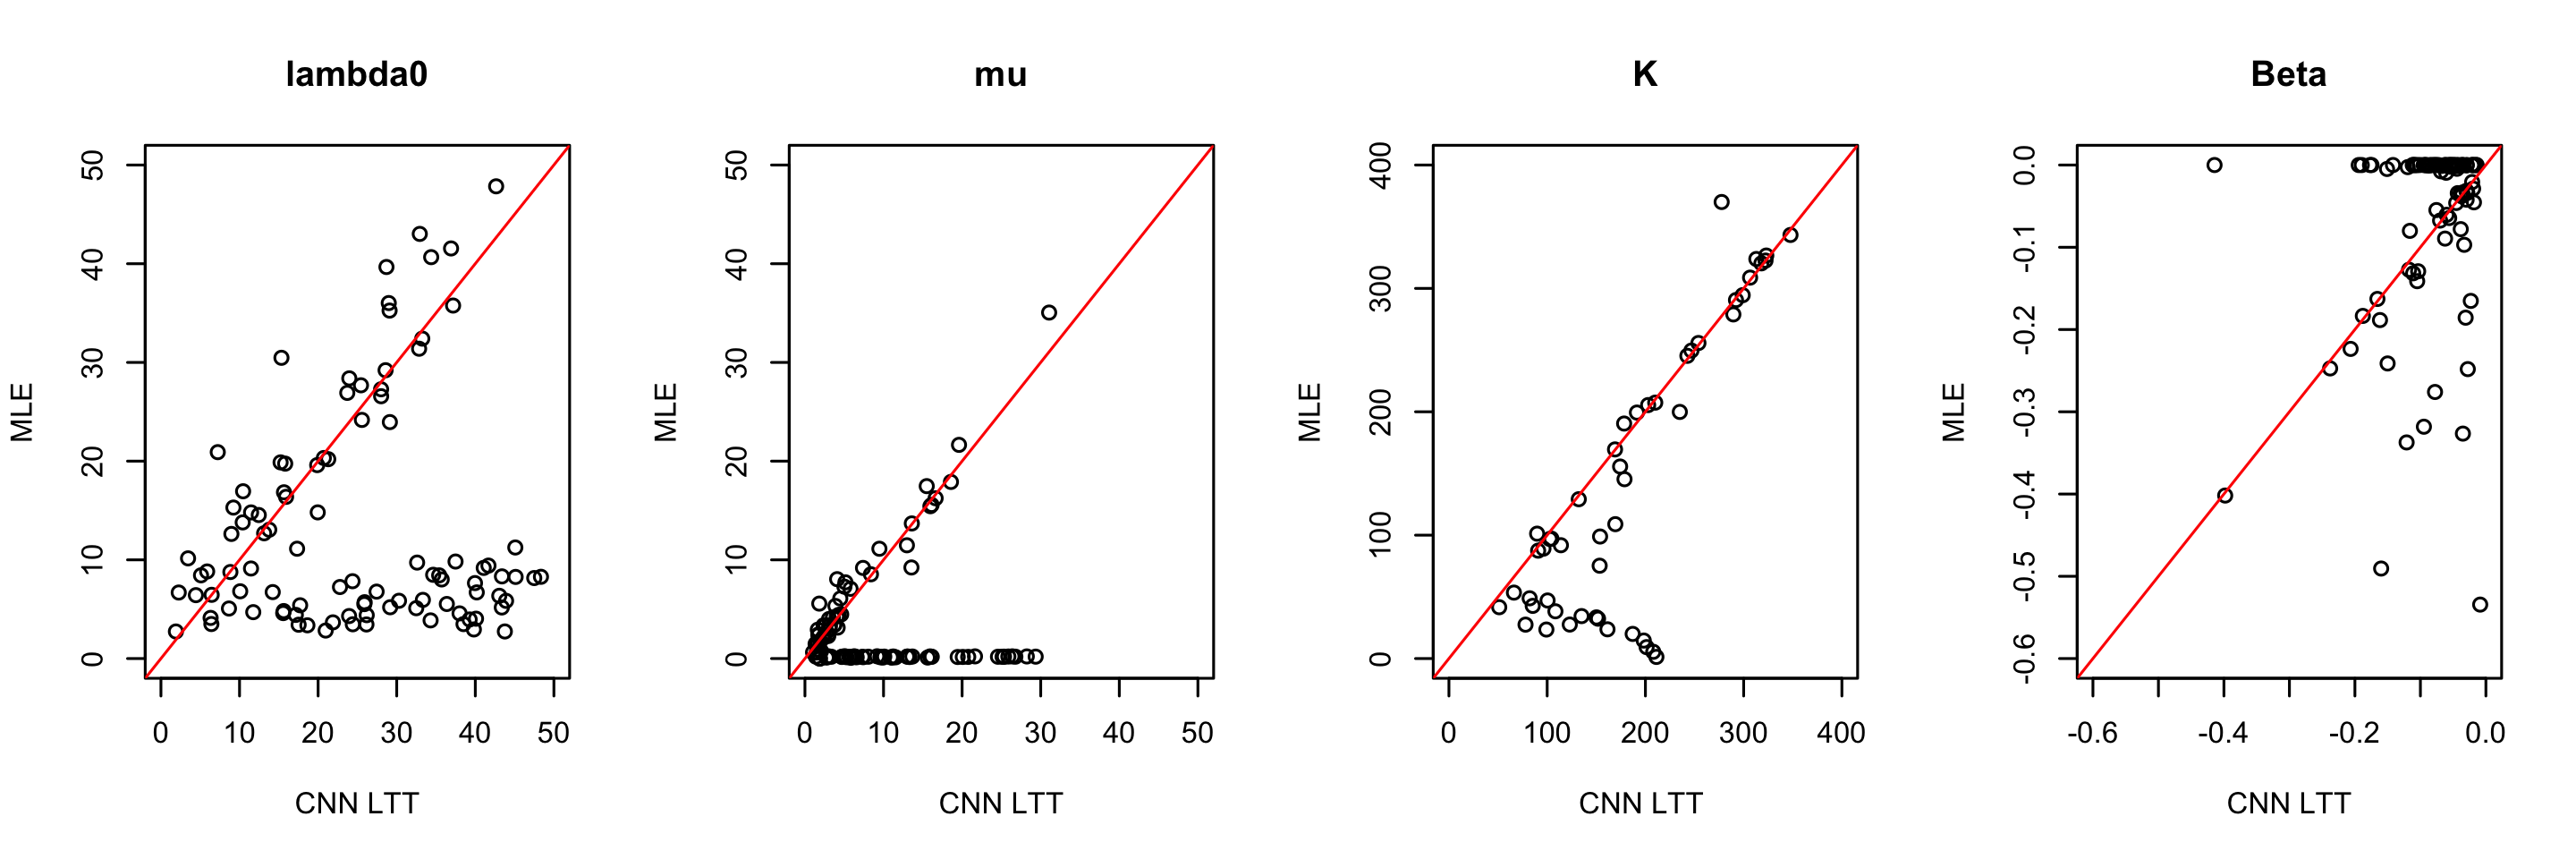 lambda0
MLE
50
40
30
20
10
0
0 10 20 30 40 50
CNN LTT
mu
MLE
50
40
30
20
10
0
0 10 20 30 40 50
CNN LTT
K
MLE
400
300
200
100
0
0 100 200 300 400
CNN LTT
Beta
MLE
0.0
-0.1
-0.2
-0.3
-0.4
-0.5
-0.6
-0.6 -0.4 -0.2 0.0
CNN LTT